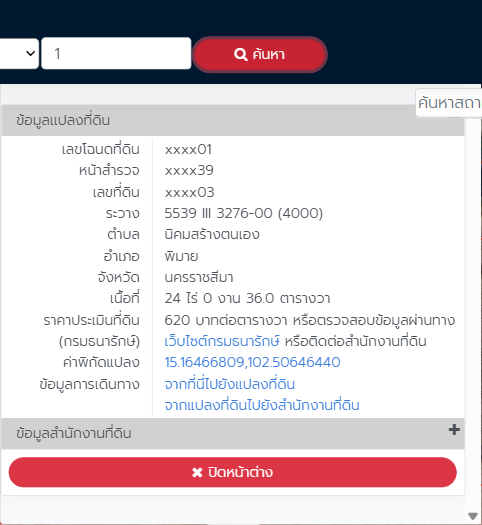 1
ค้นหา
ค้นหาสถา
ข้อมูลแปลงที่ดิน
เลขโฉนดที่ดิน xxxx01
หน้าสำรวจ xxxx39
เลขที่ดิน xxxx03
ระวาง 5539 III 3276-00 (4000)
ตำบล นิคมสร้างตนเอง
อำเภอ พิมาย
จังหวัด นครราชสีมา
เนื้อที่ 24 ไร่ 0 งาน 36.0 ตารางวา
ราคาประเมินที่ดิน 620 บาทต่อตารางวา หรือตรวจสอบข้อมูลผ่านทาง
(กรมธนารักษ์) เว็บไซต์กรมธนารักษ์ หรือติดต่อสำนักงานที่ดิน
ค่าพิกัดแปลง 15.16466809,102.50646440
ข้อมูลการเดินทาง จากที่นี่ไปยังแปลงที่ดิน
จากแปลงที่ดินไปยังสำนักงานที่ดิน
ข้อมูลสำนักงานที่ดิน
ปิดหน้าต่าง